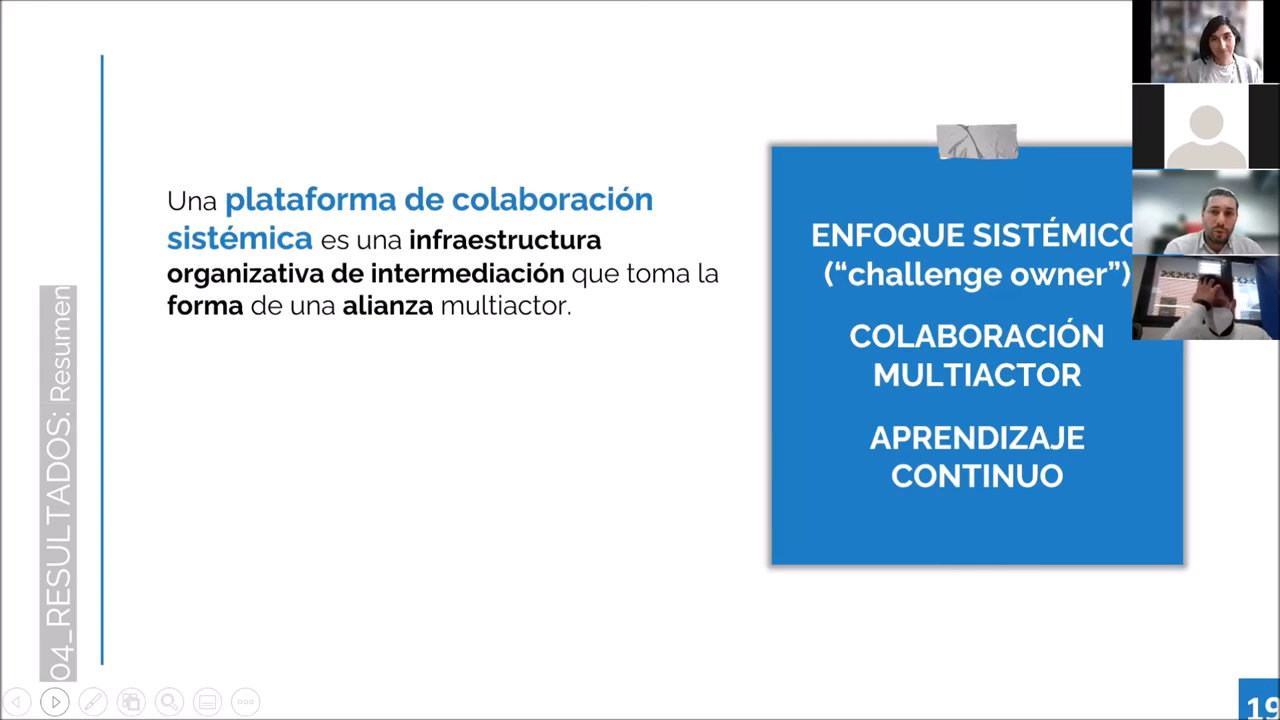 Una plataforma de colaboración
sistémica es una infraestructura
organizativa de intermediación que toma la
forma de una alianza multiactor.
ENFOQUE SISTÉMICO
(“challenge owner”)
COLABORACIÓN
MULTIACTOR
APRENDIZAJE
CONTINUO
04_RESULTADOS: Resumen
19